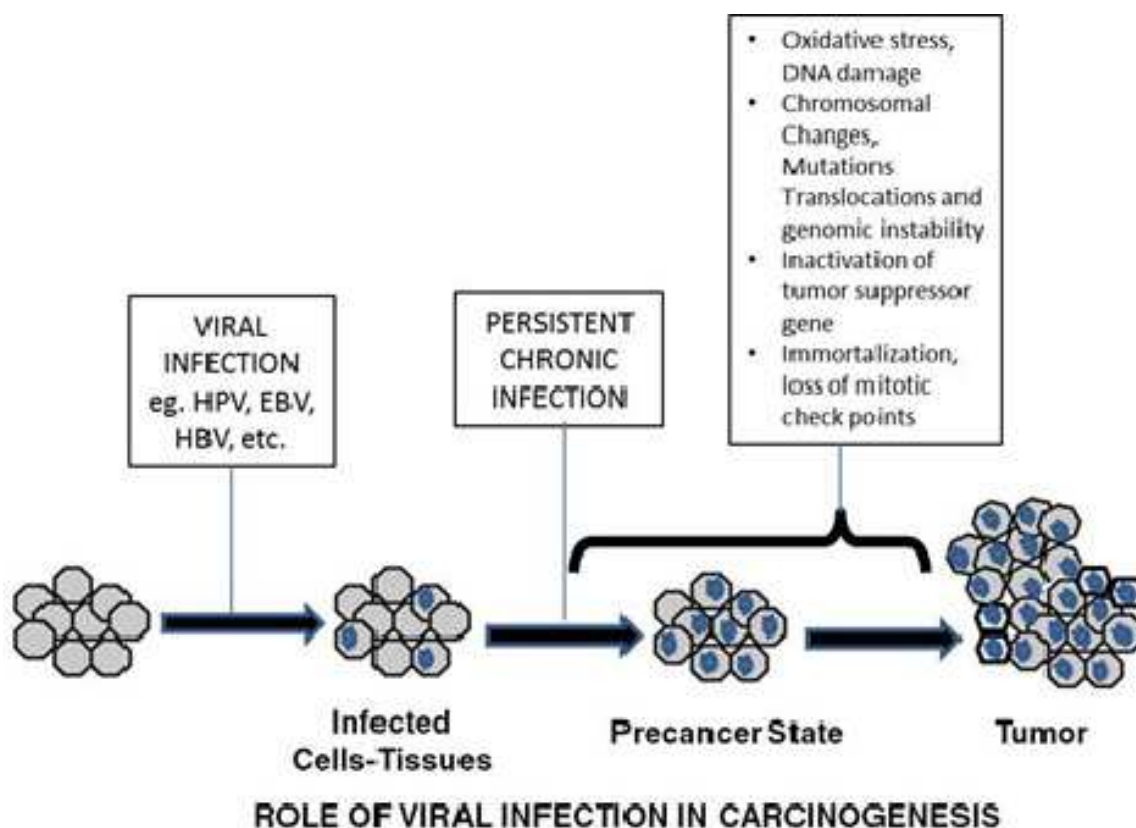 VIRAL
INFECTION
eg. HPV, EBV,
HBV, etc.
PERSISTENT
CHRONIC
INFECTION
• Oxidative stress,
DNA damage
• Chromosomal
Changes,
Mutations
Translocations and
genomic instability
• Inactivation of
tumor suppressor
gene
• Immortalization,
loss of mitotic
check points
Infected
Cells-Tissues
Precancer State
Tumor
ROLE OF VIRAL INFECTION IN CARCINOGENESIS